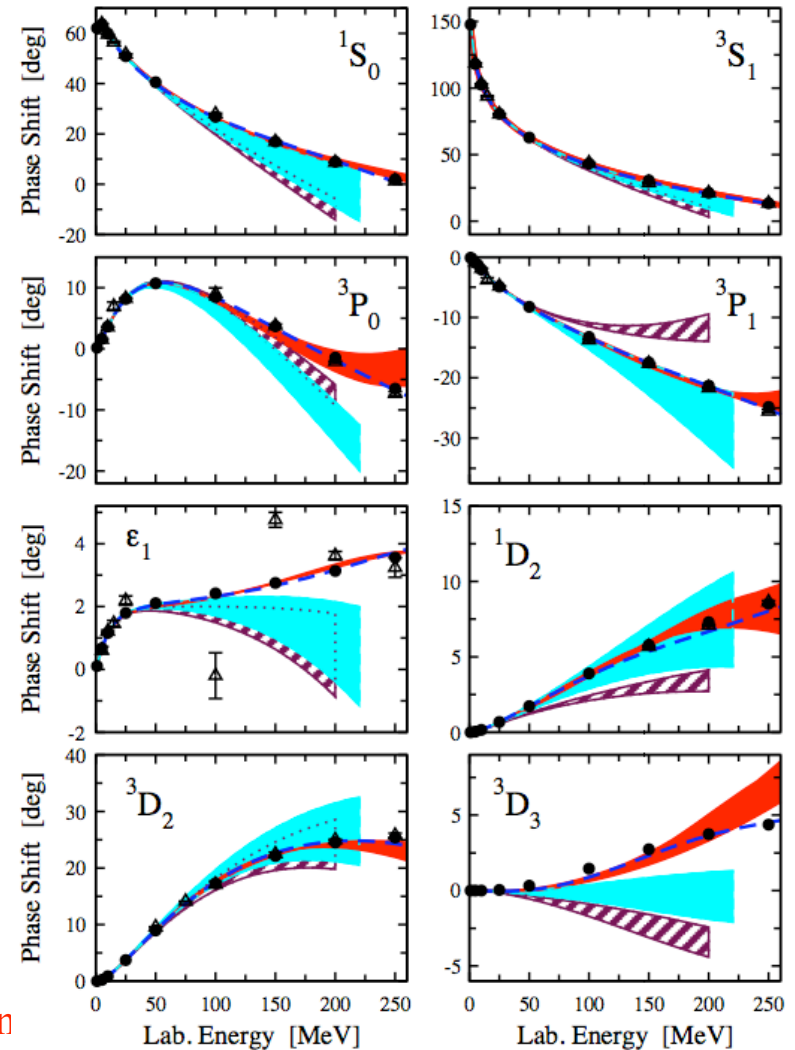 60
40
20
0
-20
Phase Shift [deg]
¹S₀
150
100
50
0
³S₁
10
0
-10
-20
Phase Shift [deg]
³P₀
0
-10
-20
-30
³P₁
4
2
0
-2
Phase Shift [deg]
ε₁
15
10
5
0
¹D₂
40
30
20
10
0
Phase Shift [deg]
³D₂
5
0
-5
³D₃
0 50 100 150 200 250
0 50 100 150 200 250
Lab. Energy [MeV]
Lab. Energy [MeV]
n